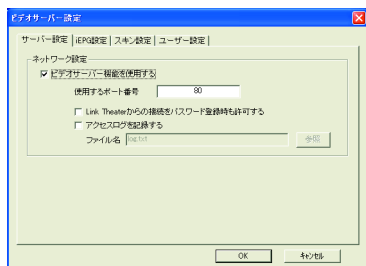 ビデオサーバー設定
サーバー設定 iEPG設定 スキン設定 ユーザー設定
ネットワーク設定
ビデオサーバー機能を使用する
使用するポート番号 80
Link Theaterからの接続をパスワード登録時も許可する
アクセスログを記録する
ファイル名 log.txt 参照
OK キャンセル